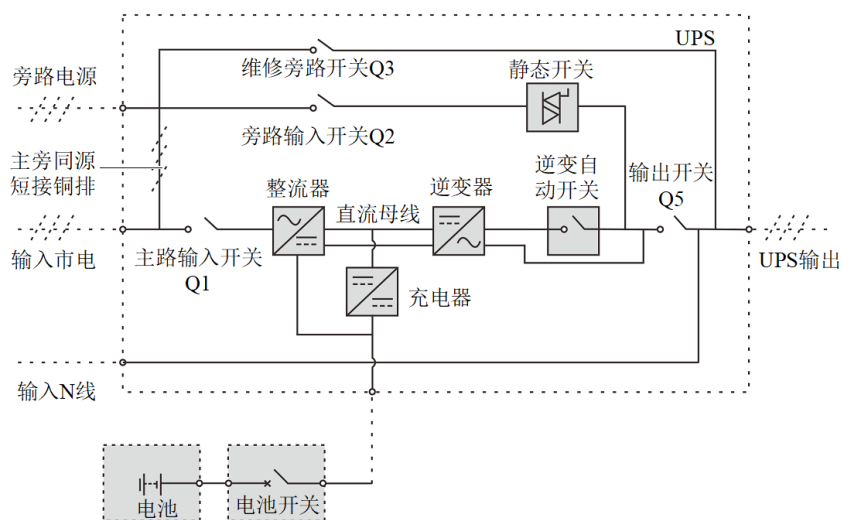 UPS
维修旁路开关Q3
静态开关
旁路电源
旁路输入开关Q2
主旁同源
短接铜排
整流器
直流母线
逆变器
逆变自
动开关
输出开关
Q5
输入市电
主路输入开关
Q1
UPS输出
充电器
输入N线
电池
电池开关